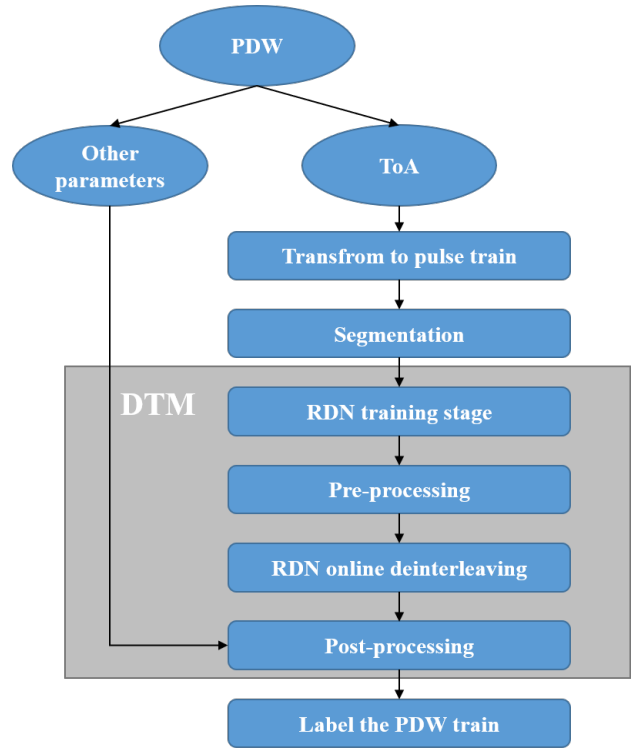 PDW
Other
parameters
ToA
Transfrom to pulse train
Segmentation
DTM
RDN training stage
Pre-processing
RDN online deinterleaving
Post-processing
Label the PDW train